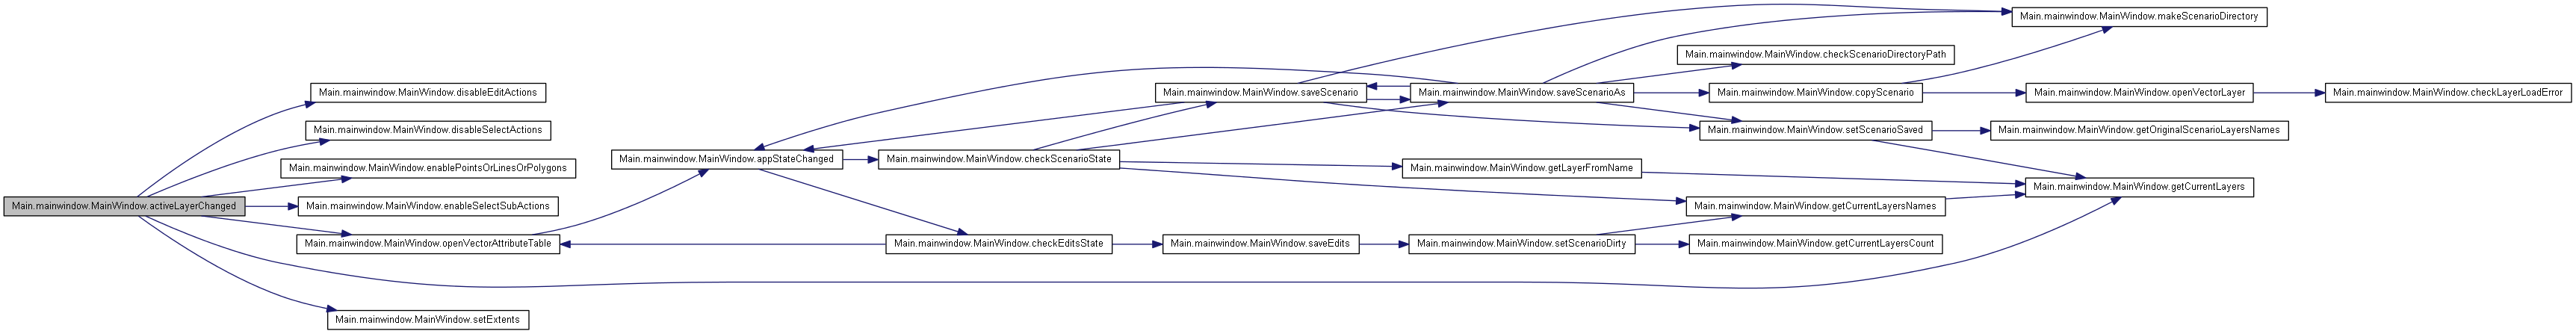 Main.mainwindow.MainWindow.makeScenarioDirectory
Main.mainwindow.MainWindow.checkScenarioDirectoryPath
Main.mainwindow.MainWindow.disableEditActions
Main.mainwindow.MainWindow.saveScenario
Main.mainwindow.MainWindow.saveScenarioAs
Main.mainwindow.MainWindow.copyScenario
Main.mainwindow.MainWindow.openVectorLayer
Main.mainwindow.MainWindow.checkLayerLoadError
Main.mainwindow.MainWindow.disableSelectActions
Main.mainwindow.MainWindow.setScenarioSaved
Main.mainwindow.MainWindow.getOriginalScenarioLayersNames
Main.mainwindow.MainWindow.appStateChanged
Main.mainwindow.MainWindow.checkScenarioState
Main.mainwindow.MainWindow.enablePointsOrLinesOrPolygons
Main.mainwindow.MainWindow.getLayerFromName
Main.mainwindow.MainWindow.getCurrentLayers
Main.mainwindow.MainWindow.activeLayerChanged
Main.mainwindow.MainWindow.enableSelectSubActions
Main.mainwindow.MainWindow.getCurrentLayersNames
Main.mainwindow.MainWindow.openVectorAttributeTable
Main.mainwindow.MainWindow.checkEditsState
Main.mainwindow.MainWindow.saveEdits
Main.mainwindow.MainWindow.setScenarioDirty
Main.mainwindow.MainWindow.getCurrentLayersCount
Main.mainwindow.MainWindow.setExtents